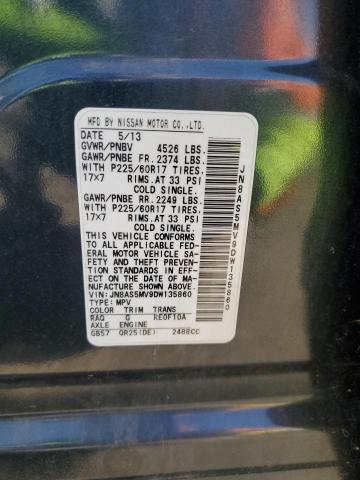 MFD BY NISSAN MOTOR CO.,LTD.
DATE 5/13
GVWR/PNBV 4526 LBS.
GAWR/PNBE FR. 2374 LBS.
WITH P225/60R17 TIRES,
17X7 RIMS.AT 33 PSI
COLD SINGLE.
GAWR/PNBE RR. 2249 LBS.
WITH P225/60R17 TIRES,
17X7 RIMS.AT 33 PSI
COLD SINGLE.
THIS VEHICLE CONFORMS
TO ALL APPLICABLE FED-
ERAL MOTOR VEHICLE SA-
FETY AND THEFT PREVEN-
TION STANDARDS IN EFF-
ECT ON THE DATE OF MA-
NUFACTURE SHOWN ABOVE.
VIN:JN8AS5MV9DW135860
TYPE: MPV
COLOR TRIM TRANS
RAQ G RE0F10A
AXLE ENGINE
GB57 QR25(DE) 2488CC
JN8AS5MV9DW135860